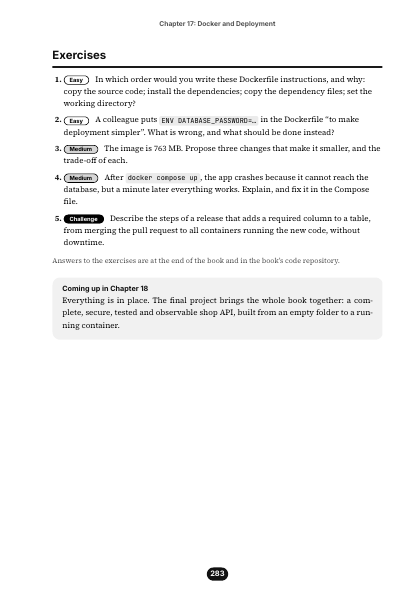 Chapter 17: Docker and Deployment
Exercises
1. Easy In which order would you write these Dockerfile instructions, and why:
copy the source code; install the dependencies; copy the dependency files; set the
working directory?
2. Easy A colleague puts ENV DATABASE_PASSWORD=… in the Dockerfile “to make
deployment simpler”. What is wrong, and what should be done instead?
3. Medium The image is 763 MB. Propose three changes that make it smaller, and the
trade-off of each.
4. Medium After docker compose up, the app crashes because it cannot reach the
database, but a minute later everything works. Explain, and fix it in the Compose
file.
5. Challenge Describe the steps of a release that adds a required column to a table,
from merging the pull request to all containers running the new code, without
downtime.
Answers to the exercises are at the end of the book and in the book’s code repository.
Coming up in Chapter 18
Everything is in place. The final project brings the whole book together: a com-
plete, secure, tested and observable shop API, built from an empty folder to a run-
ning container.
283